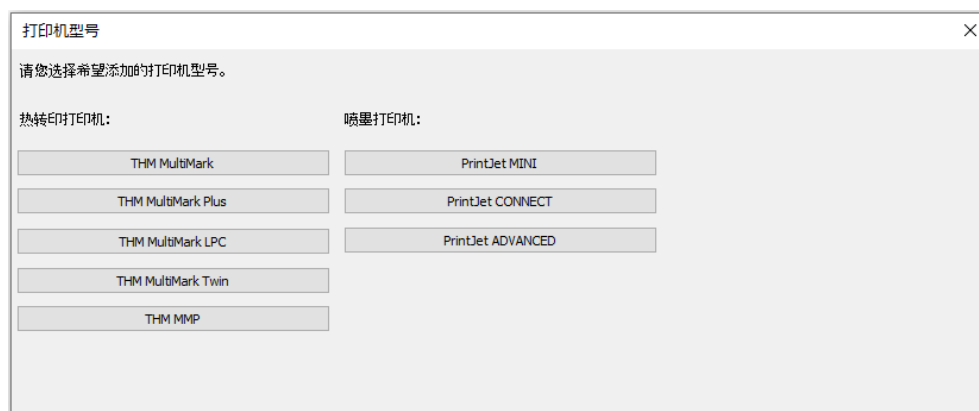 打印机型号
请您选择希望添加的打印机型号。
热转印打印机：
喷墨打印机：
THM MultiMark
PrintJet MINI
THM MultiMark Plus
PrintJet CONNECT
THM MultiMark LPC
PrintJet ADVANCED
THM MultiMark Twin
THM MMP